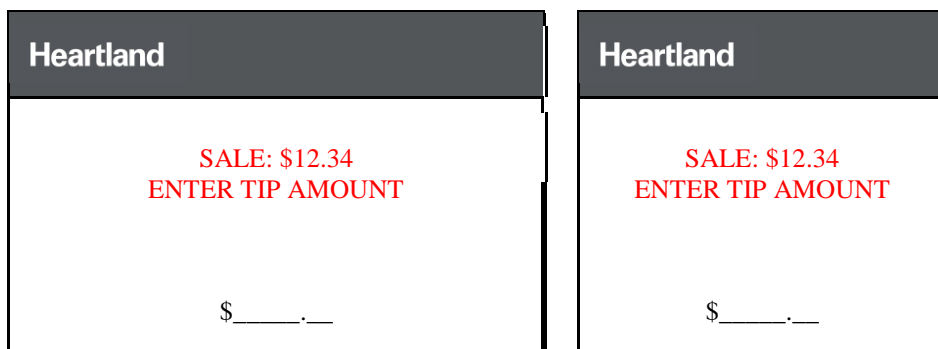 Heartland
SALE: $12.34
ENTER TIP AMOUNT
$_____.__
Heartland
SALE: $12.34
ENTER TIP AMOUNT
$_____.__